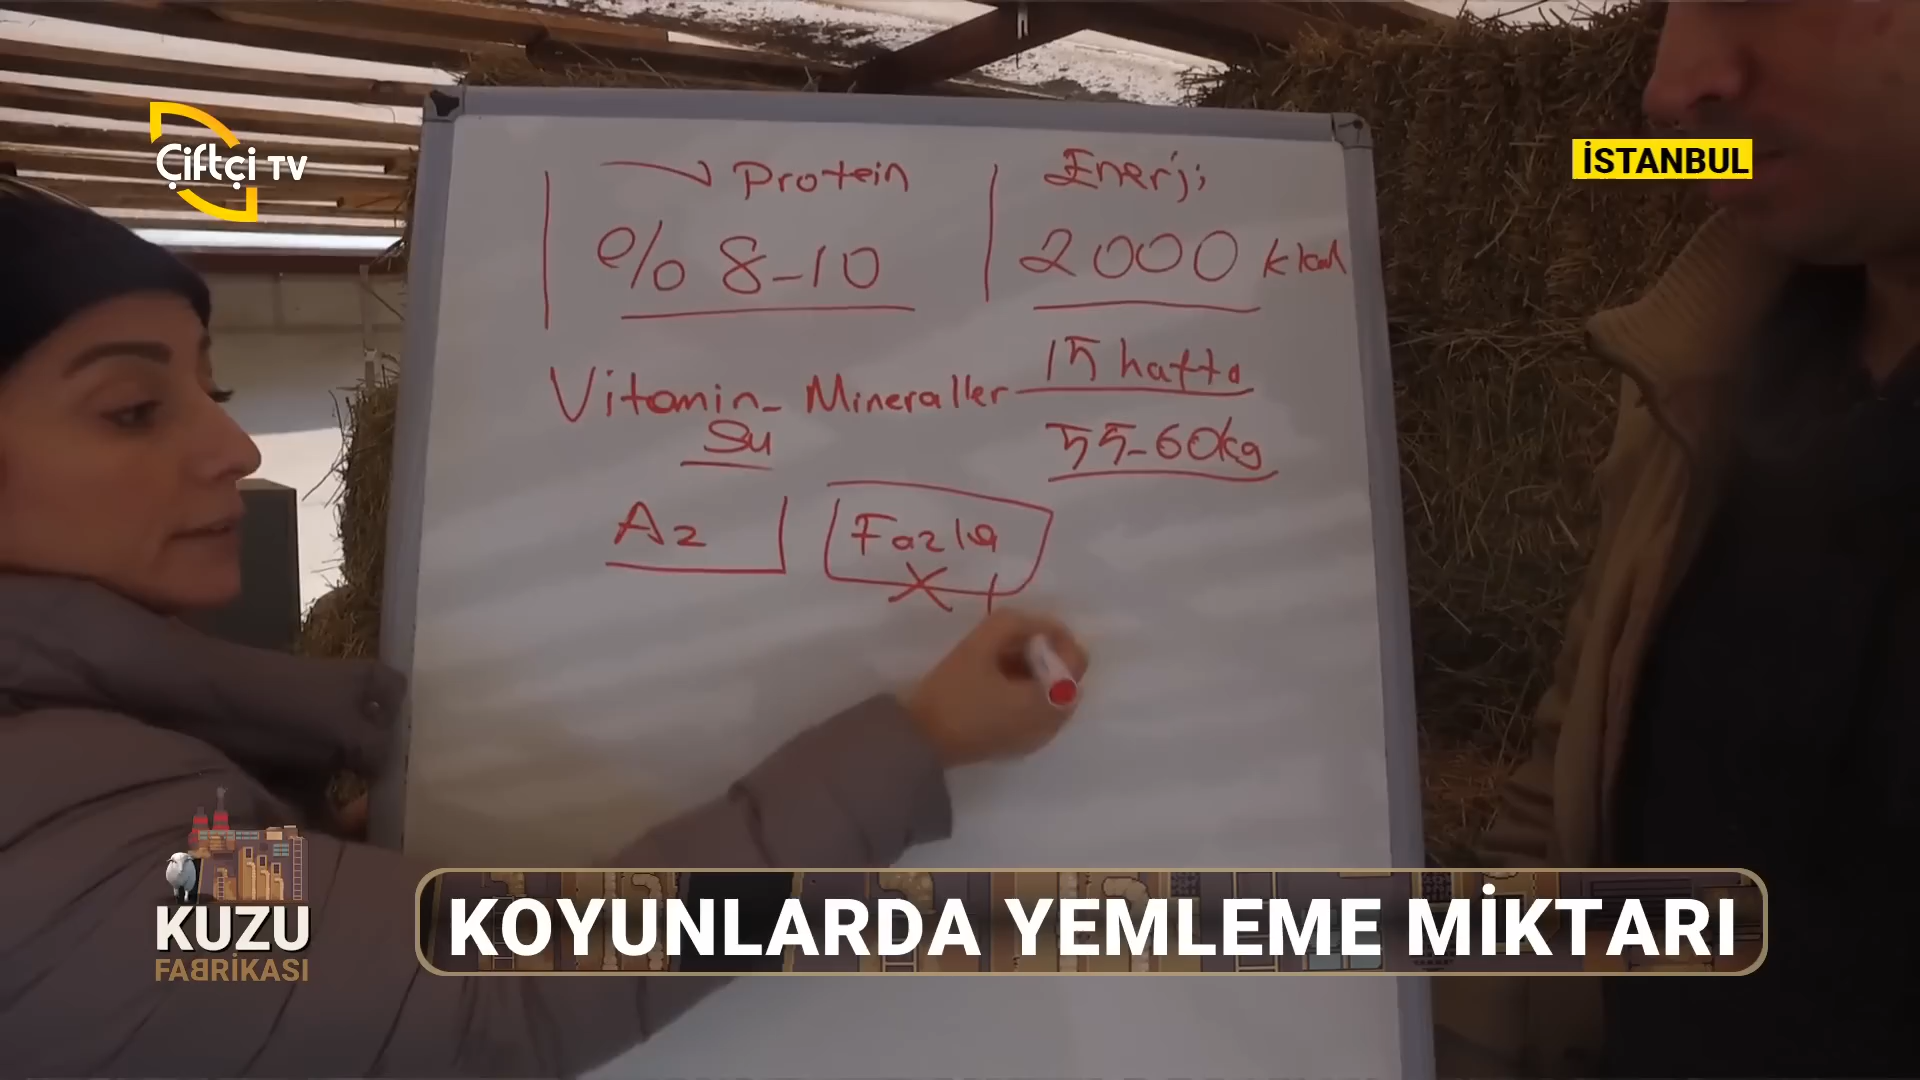 Çiftçi TV
İSTANBUL
Protein
Enerji
% 8-10
2000 kkal
Vitamin - Mineraller
15 hafta
Su
55-60kg
Az
Fazla
KUZU
FABRİKASI
KOYUNLARDA YEMLEME MİKTARI